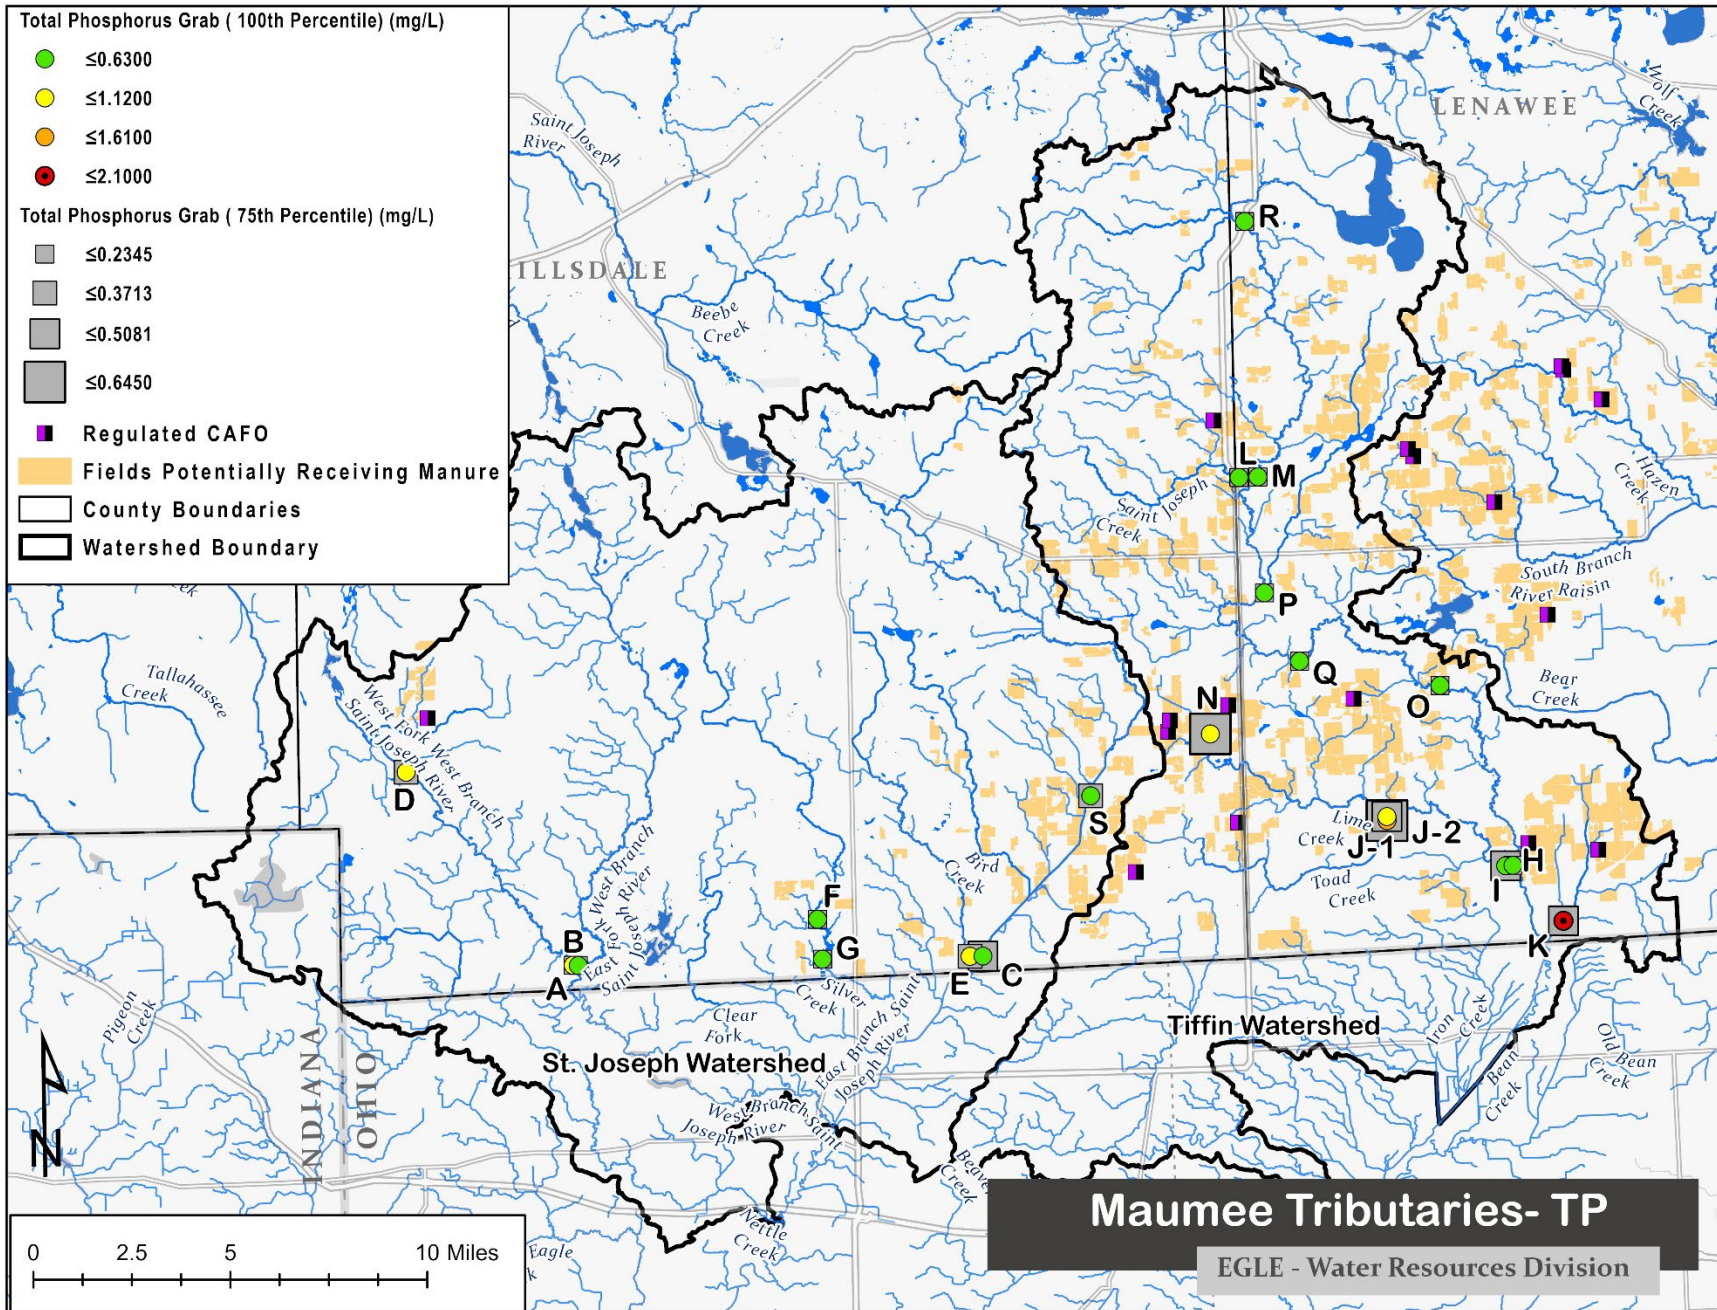 Total Phosphorus Grab ( 100th Percentile) (mg/L)
≤0.6300
≤1.1200
≤1.6100
≤2.1000
Total Phosphorus Grab ( 75th Percentile) (mg/L)
≤0.2345
≤0.3713
≤0.5081
≤0.6450
Regulated CAFO
Fields Potentially Receiving Manure
County Boundaries
Watershed Boundary
Saint Joseph
River
ILLSDALE
Beebe
Creek
LENAWEE
Wolf
Creek
R
L
M
Saint Joseph
Creek
Hazen
Creek
South Branch
River Raisin
P
Q
O
N
Bear
Creek
Tallahassee
Creek
ek
West Fork West Branch
Saint Joseph River
D
S
Lime
Creek
J-1
J-2
Toad
Creek
H
I
K
Bird
Creek
F
G
E
C
B
A
East Fork West Branch
Saint Joseph River
Silver
Creek
Clear
Fork
East Branch Saint
Joseph River
West Branch Saint
Joseph River
St. Joseph Watershed
Tiffin Watershed
Iron
Creek
Bean
Creek
Old Bean
Creek
Pigeon
Creek
INDIANA
OHIO
N
Nettle
Creek
Beave
Creek
Eagle
k
0 2.5 5 10 Miles
Maumee Tributaries- TP
EGLE - Water Resources Division